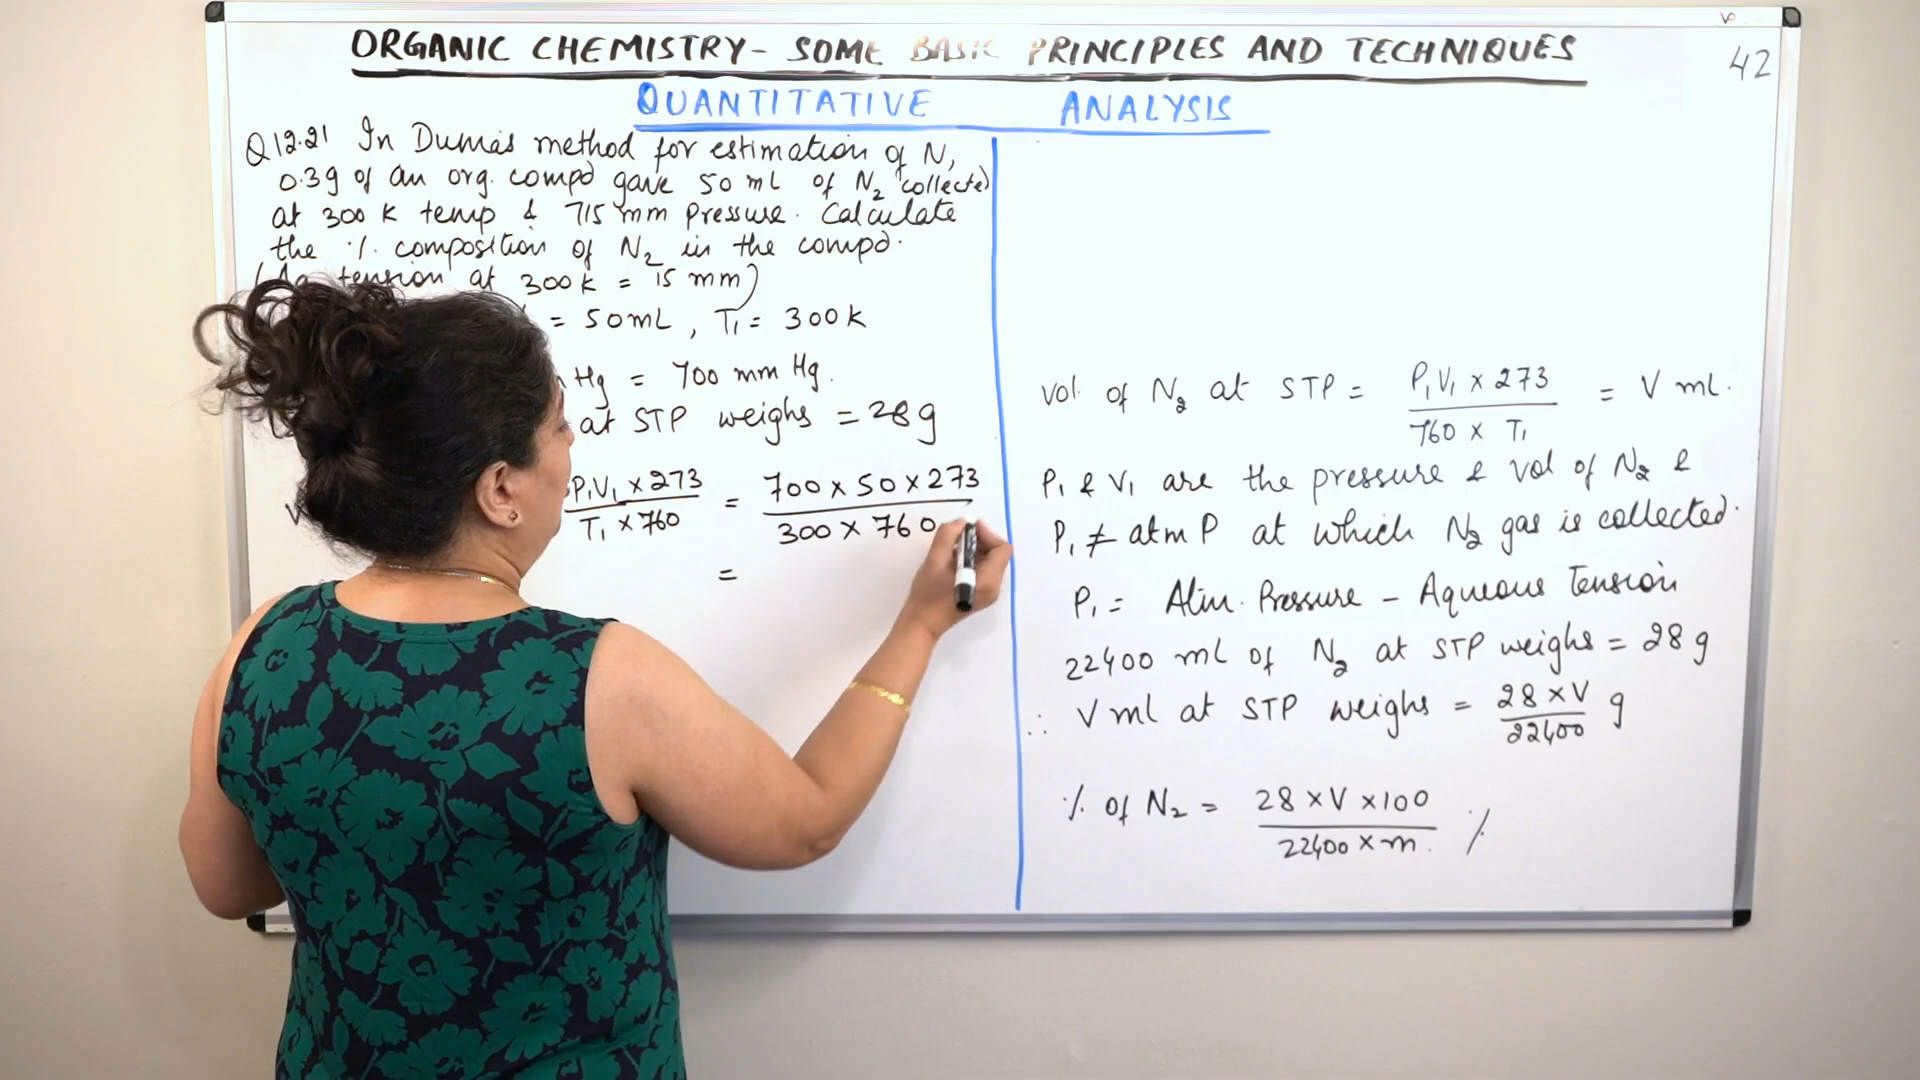 ORGANIC CHEMISTRY - SOME BASIC PRINCIPLES AND TECHNIQUES
42
QUANTITATIVE ANALYSIS
Q 12.21 In Dumas method for estimation of N,
0.3g of an org. compd gave 50 mL of N₂ collected
at 300 K temp & 715 mm pressure. Calculate
the % composition of N₂ in the compd.
tension at 300K = 15 mm)
= 50mL, T₁ = 300K
Hg = 700 mm Hg.
at STP weighs = 28g
P₁V₁ × 273 / T₁ × 760 = 700 × 50 × 273 / 300 × 760
=
Vol. of N₂ at STP = P₁V₁ × 273 / 760 × T₁ = V ml.
P₁ & V₁ are the pressure & vol of N₂ &
P₁ ≠ atm P at which N₂ gas is collected.
P₁ = Atm. Pressure - Aqueous Tension
22400 ml of N₂ at STP weighs = 28 g
∴ V ml at STP weighs = 28 × V / 22400 g
% of N₂ = 28 × V × 100 / 22400 × m. %